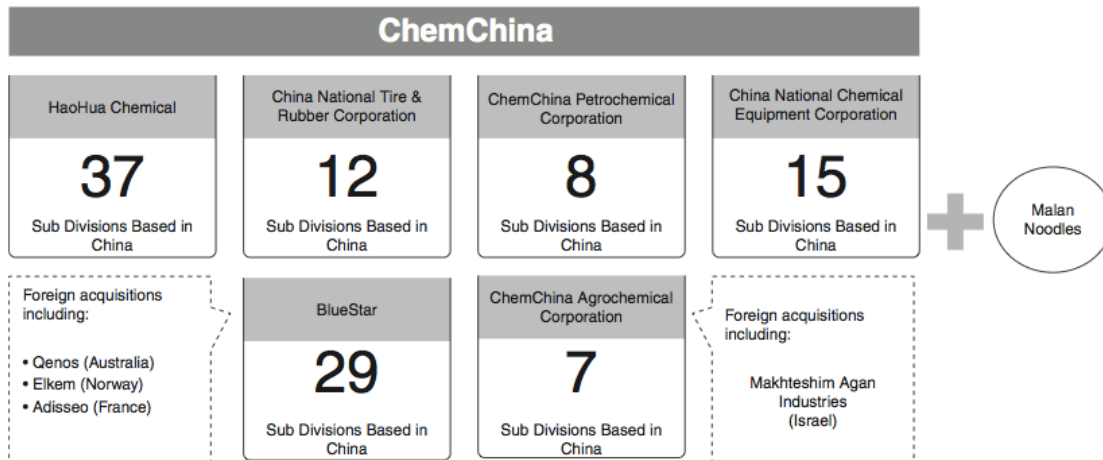 ChemChina
HaoHua Chemical
37
Sub Divisions Based in
China
China National Tire &
Rubber Corporation
12
Sub Divisions Based in
China
ChemChina Petrochemical
Corporation
8
Sub Divisions Based in
China
China National Chemical
Equipment Corporation
15
Sub Divisions Based in
China
Malan
Noodles
Foreign acquisitions
including:
• Qenos (Australia)
• Elkem (Norway)
• Adisseo (France)
BlueStar
29
Sub Divisions Based in
China
ChemChina Agrochemical
Corporation
7
Sub Divisions Based in
China
Foreign acquisitions
including:
Makhteshim Agan
Industries
(Israel)